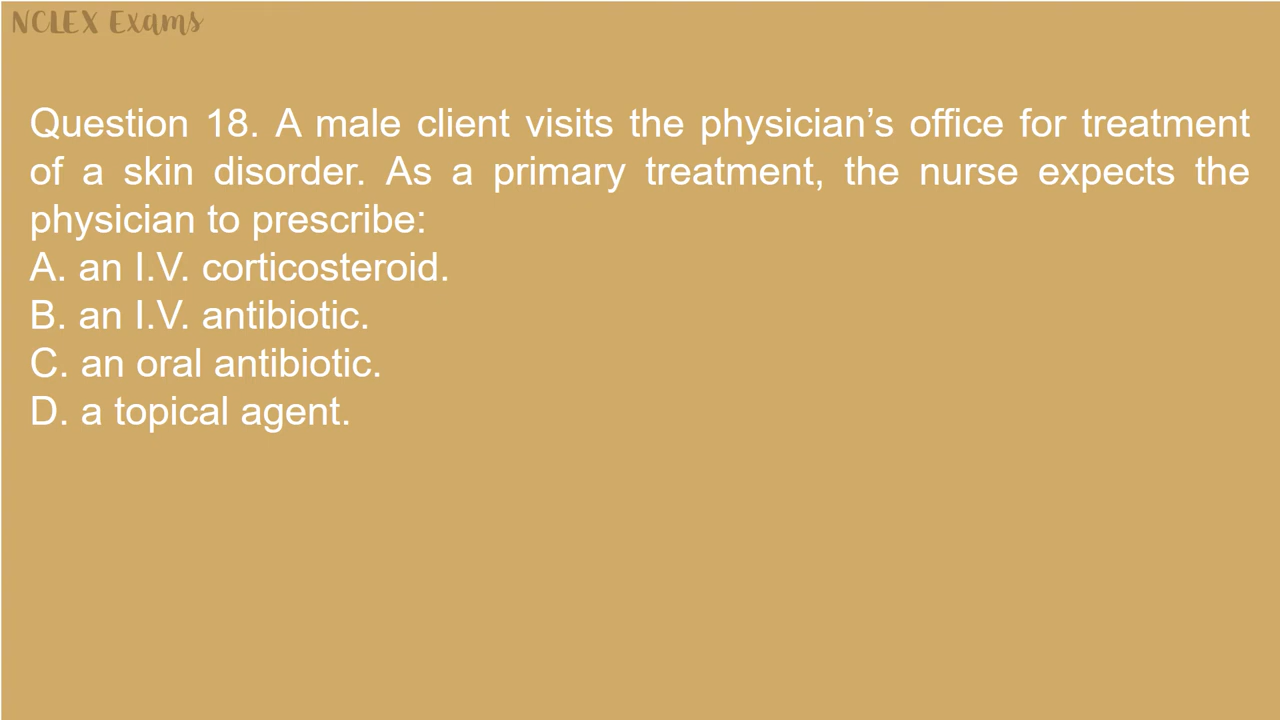 NCLEX Exams
Question 18. A male client visits the physician’s office for treatment
of a skin disorder. As a primary treatment, the nurse expects the
physician to prescribe:
A. an I.V. corticosteroid.
B. an I.V. antibiotic.
C. an oral antibiotic.
D. a topical agent.